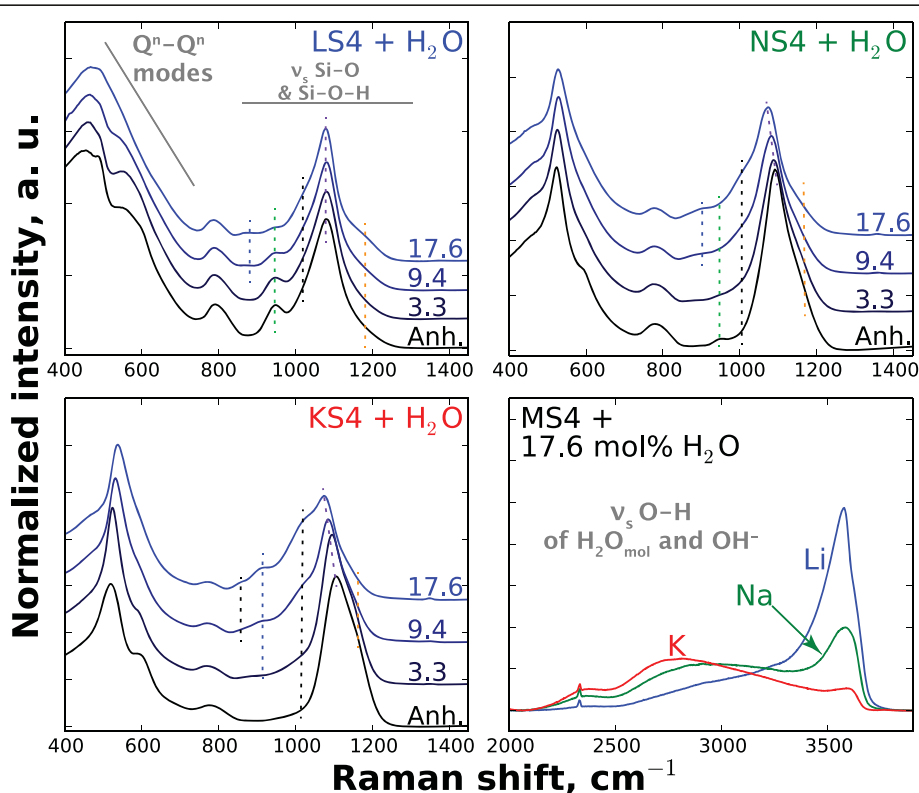 Normalized intensity, a. u.
LS4 + H₂O
Qⁿ–Qⁿ
modes
νₛ Si–O
& Si–O–H
17.6
9.4
3.3
Anh.
400 600 800 1000 1200 1400
NS4 + H₂O
17.6
9.4
3.3
Anh.
400 600 800 1000 1200 1400
KS4 + H₂O
17.6
9.4
3.3
Anh.
400 600 800 1000 1200 1400
MS4 +
17.6 mol% H₂O
νₛ O–H
of H₂Oₘₒₗ and OH⁻
Li
Na
K
2000 2500 3000 3500
Raman shift, cm⁻¹